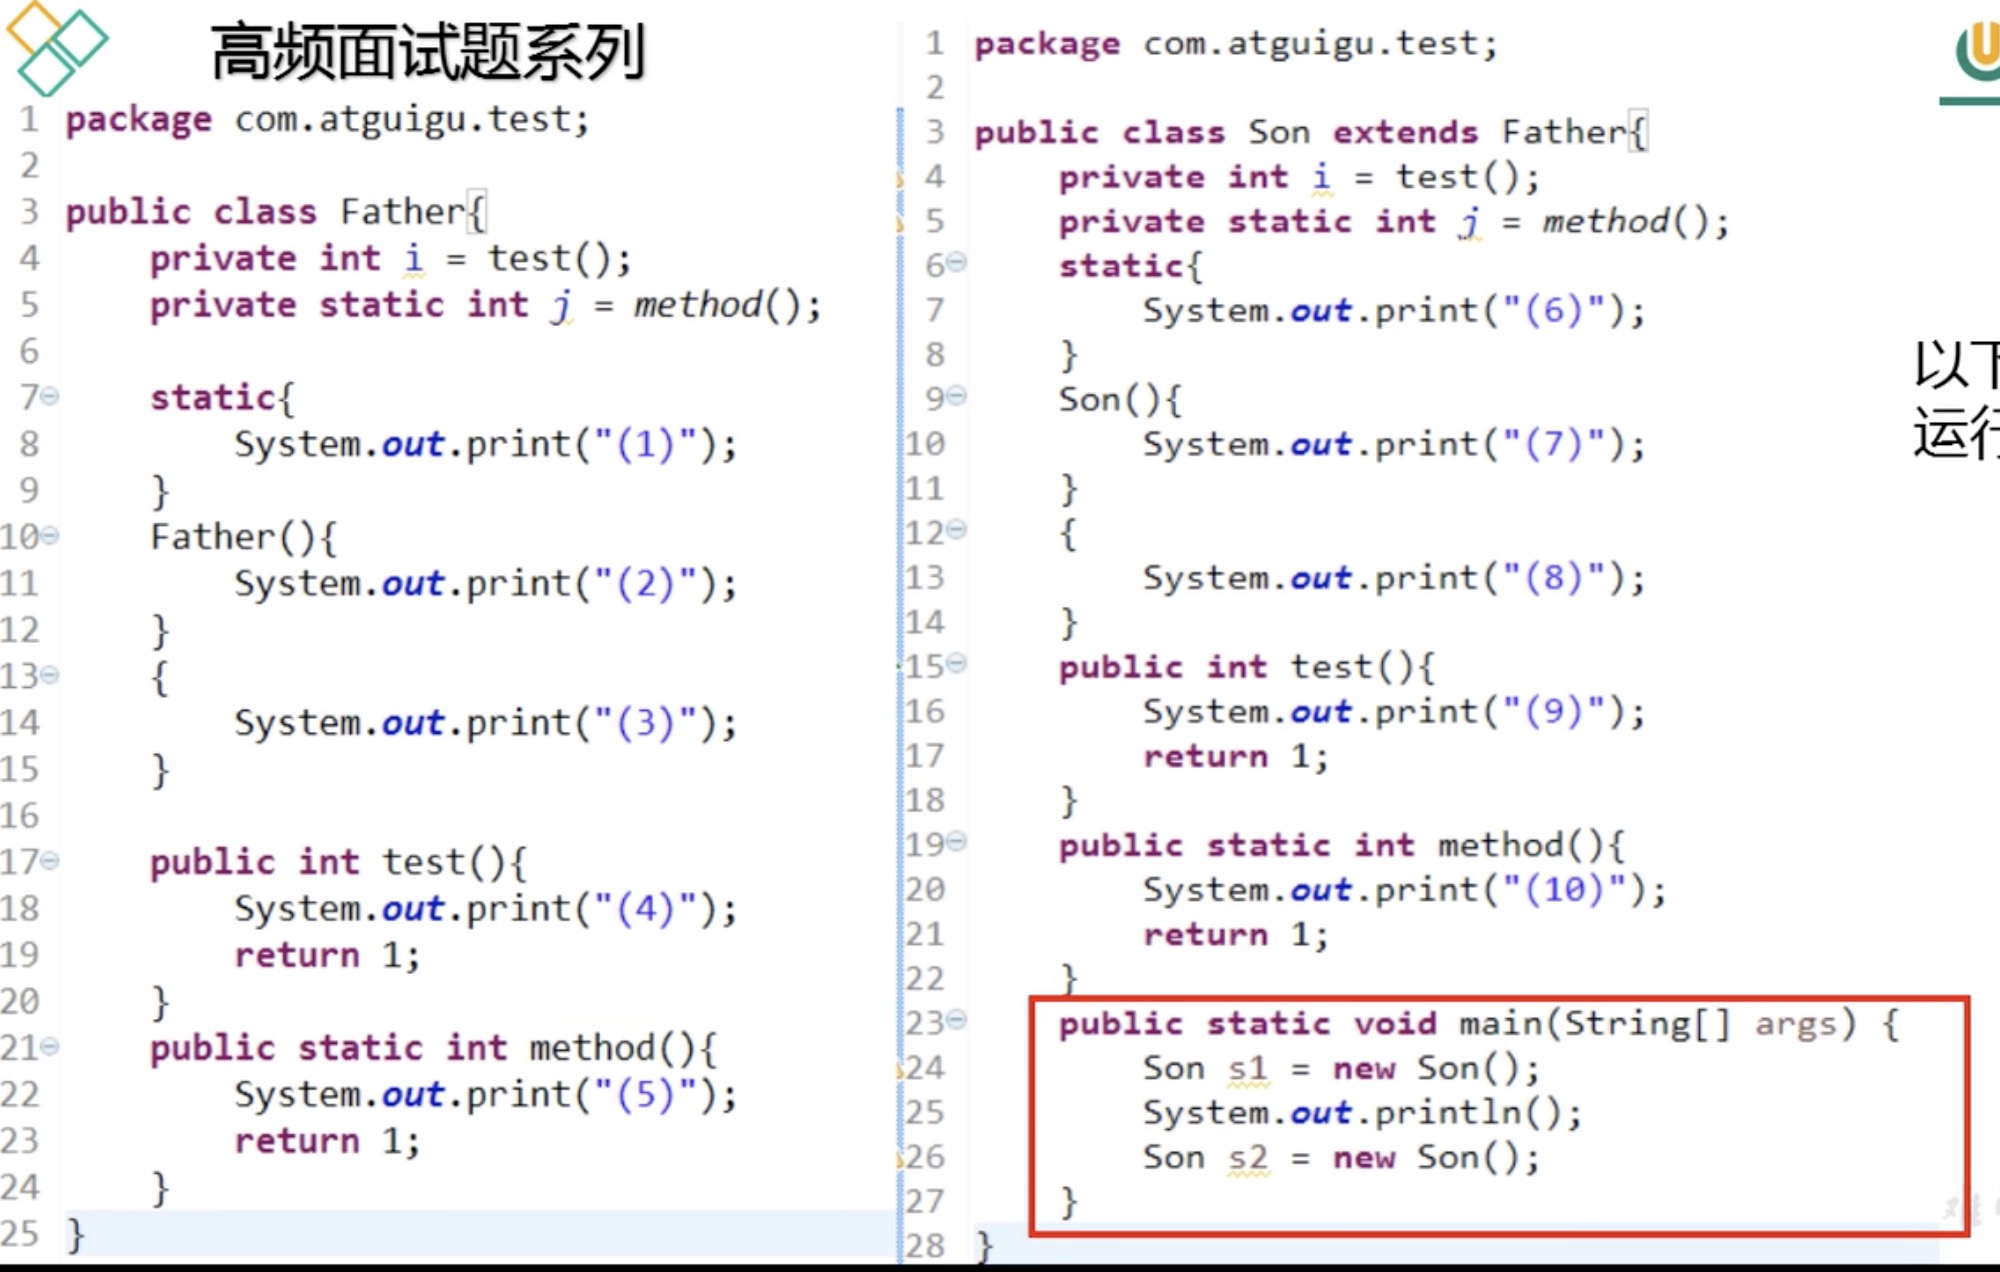 高频面试题系列
1 package com.atguigu.test;
2
3 public class Father{
4     private int i = test();
5     private static int j = method();
6
7     static{
8         System.out.print("(1)");
9     }
10     Father(){
11         System.out.print("(2)");
12     }
13     {
14         System.out.print("(3)");
15     }
16
17     public int test(){
18         System.out.print("(4)");
19         return 1;
20     }
21     public static int method(){
22         System.out.print("(5)");
23         return 1;
24     }
25 }
1 package com.atguigu.test;
2
3 public class Son extends Father{
4     private int i = test();
5     private static int j = method();
6     static{
7         System.out.print("(6)");
8     }
9     Son(){
10         System.out.print("(7)");
11     }
12     {
13         System.out.print("(8)");
14     }
15     public int test(){
16         System.out.print("(9)");
17         return 1;
18     }
19     public static int method(){
20         System.out.print("(10)");
21         return 1;
22     }
23     public static void main(String[] args) {
24         Son s1 = new Son();
25         System.out.println();
26         Son s2 = new Son();
27     }
28 }
以下
运行